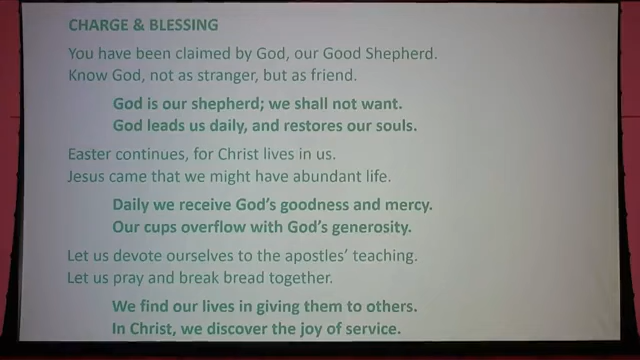 CHARGE & BLESSING
You have been claimed by God, our Good Shepherd.
Know God, not as stranger, but as friend.
God is our shepherd; we shall not want.
God leads us daily, and restores our souls.
Easter continues, for Christ lives in us.
Jesus came that we might have abundant life.
Daily we receive God's goodness and mercy.
Our cups overflow with God's generosity.
Let us devote ourselves to the apostles' teaching.
Let us pray and break bread together.
We find our lives in giving them to others.
In Christ, we discover the joy of service.